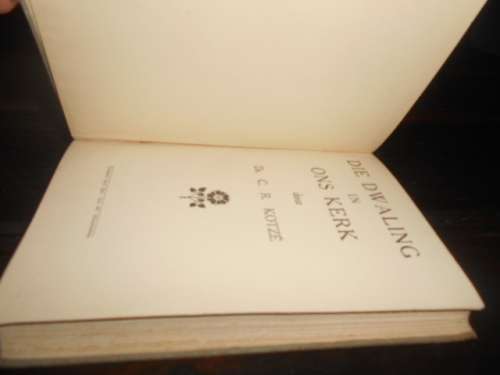 DIE DWALING
IN
ONS KERK
deur
Ds. C. R. KOTZÉ